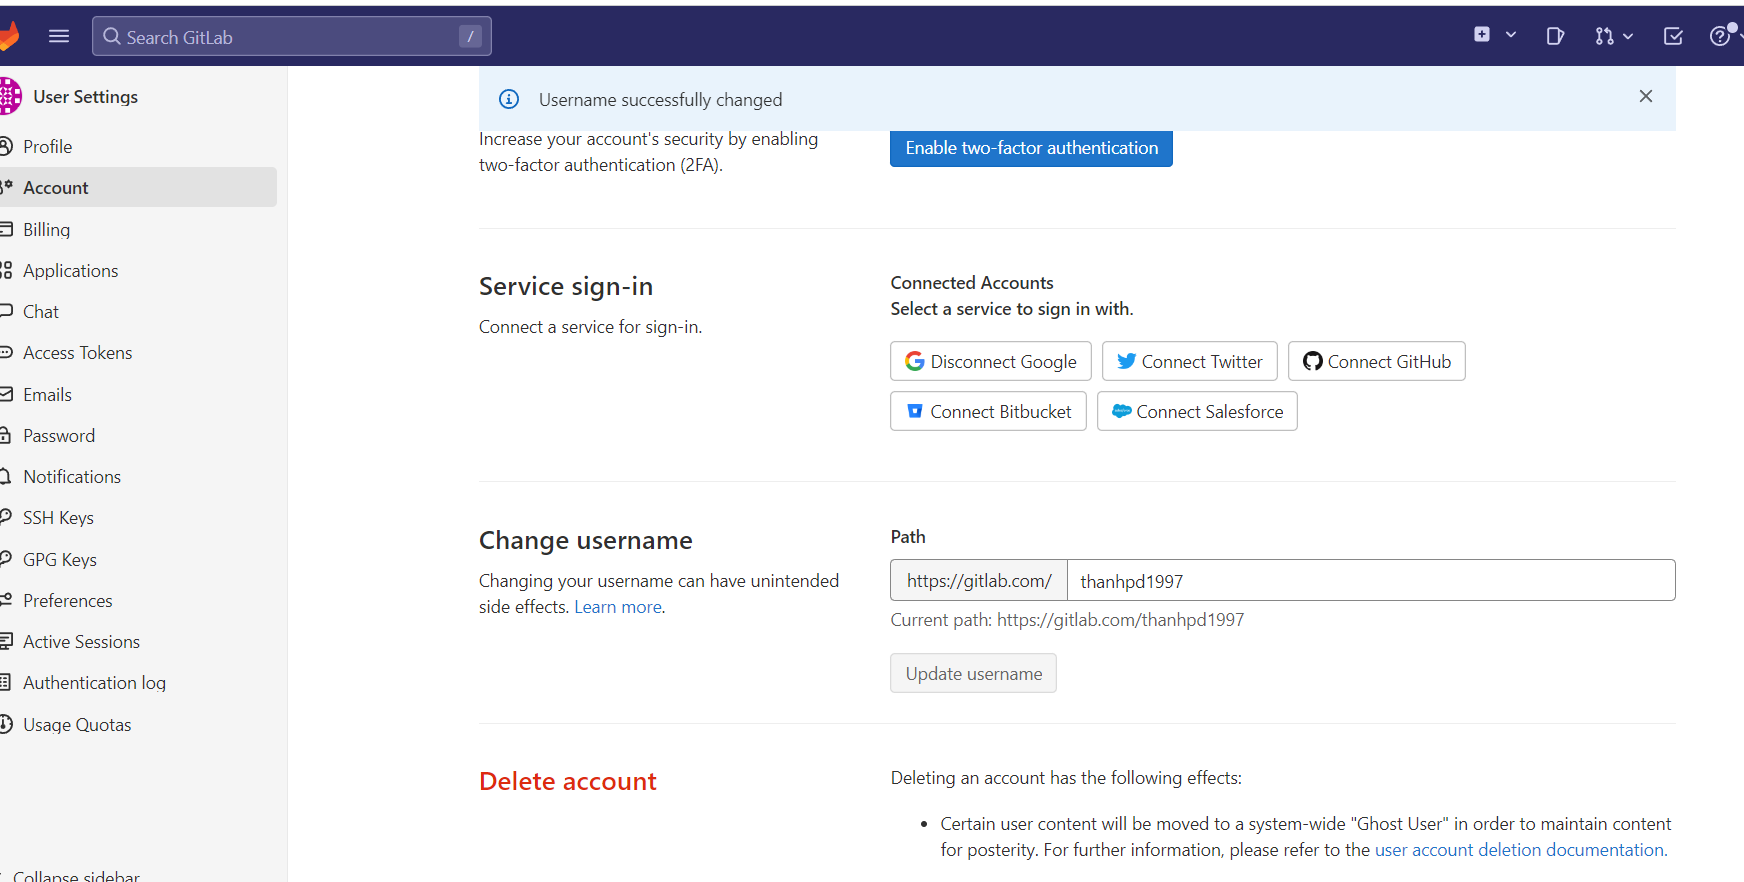 Search GitLab /
User Settings
Profile
Account
Billing
Applications
Chat
Access Tokens
Emails
Password
Notifications
SSH Keys
GPG Keys
Preferences
Active Sessions
Authentication log
Usage Quotas
Collapse sidebar
Username successfully changed
Increase your account's security by enabling
two-factor authentication (2FA).
Enable two-factor authentication
Service sign-in
Connect a service for sign-in.
Connected Accounts
Select a service to sign in with.
Disconnect Google Connect Twitter Connect GitHub
Connect Bitbucket Connect Salesforce
Change username
Changing your username can have unintended
side effects. Learn more.
Path
https://gitlab.com/ thanhpd1997
Current path: https://gitlab.com/thanhpd1997
Update username
Delete account
Deleting an account has the following effects:
• Certain user content will be moved to a system-wide "Ghost User" in order to maintain content
for posterity. For further information, please refer to the user account deletion documentation.